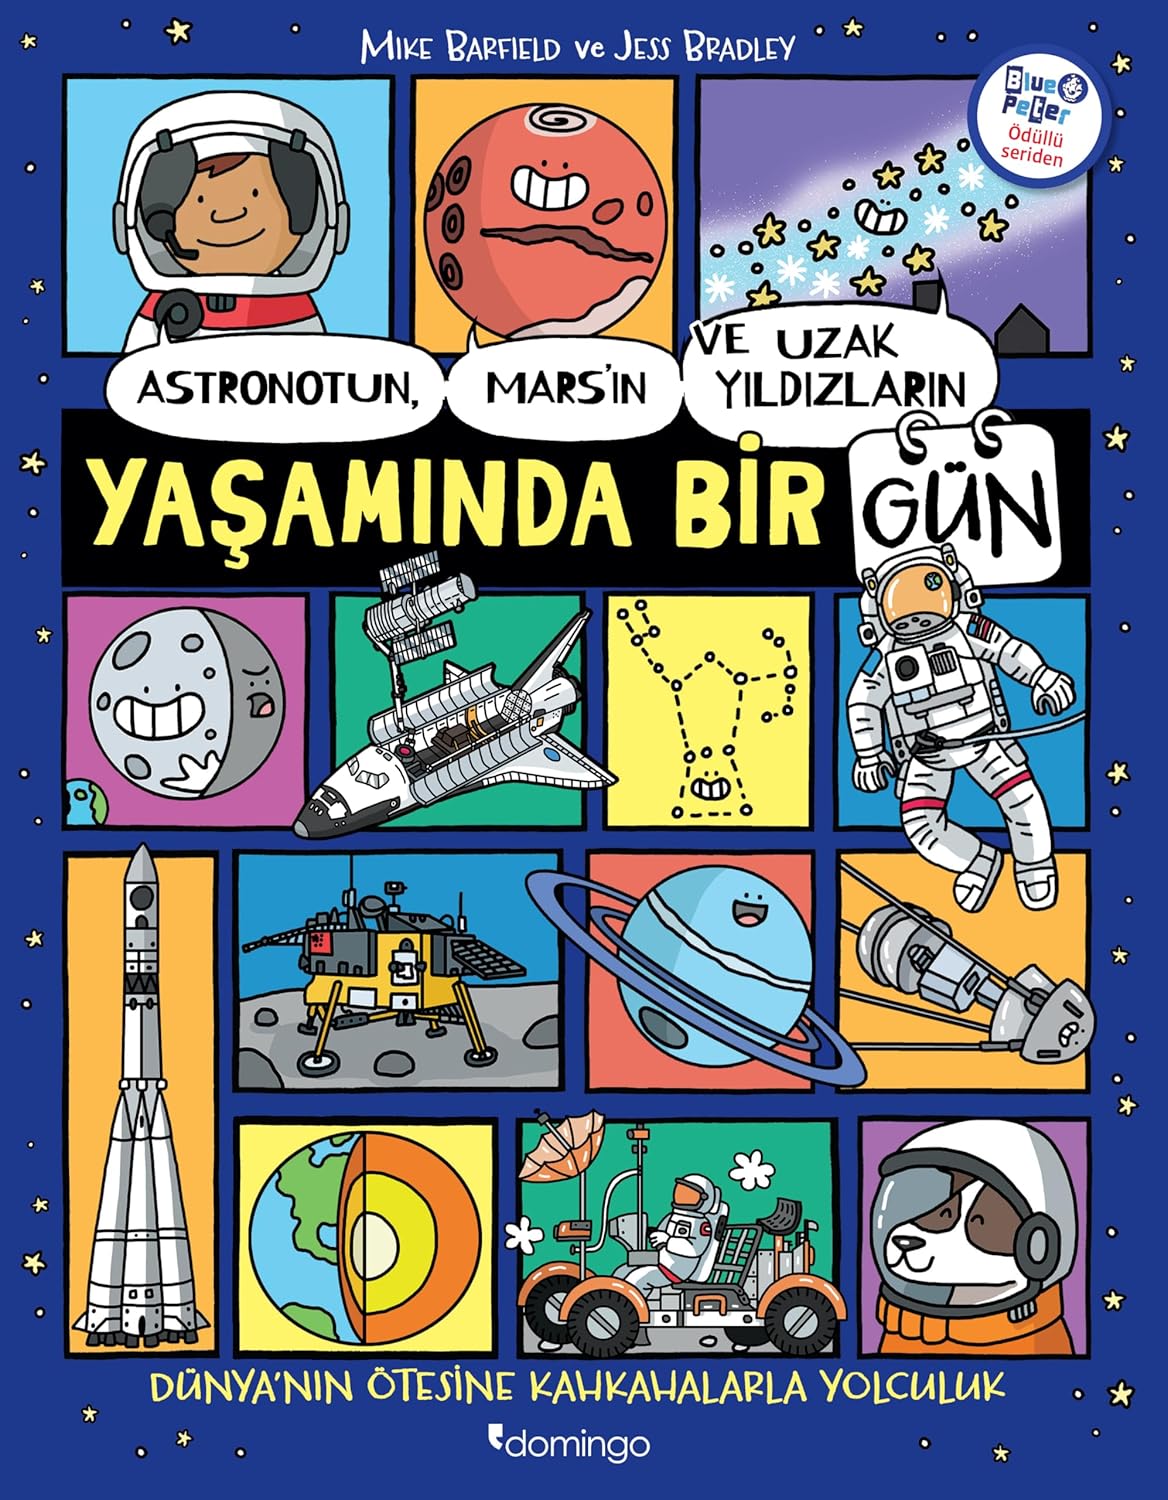 MIKE BARFIELD VE JESS BRADLEY
Blue
Peter
Ödüllü
seriden
ASTRONOTUN,
MARS'IN
VE UZAK
YILDIZLARIN
YAŞAMINDA BİR
GÜN
DÜNYA'NIN ÖTESİNE KAHKAHALARLA YOLCULUK
domingo